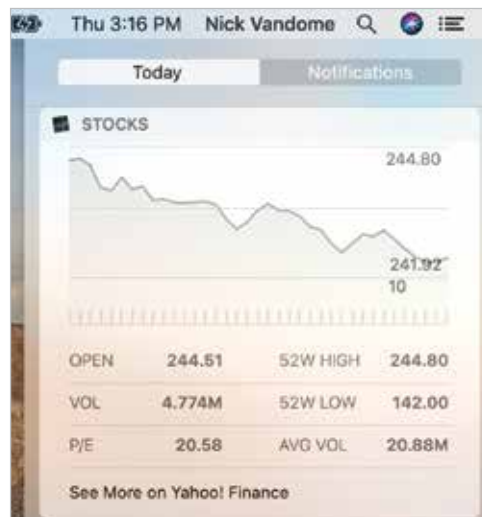 Thu 3:16 PM Nick Vandome
Today Notifications
STOCKS
244.80
241.92
10
OPEN 244.51 52W HIGH 244.80
VOL 4.774M 52W LOW 142.00
P/E 20.58 AVG VOL 20.88M
See More on Yahoo! Finance